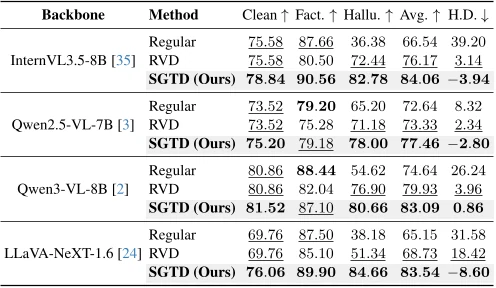 Backbone Method Clean ↑ Fact. ↑ Hallu. ↑ Avg. ↑ H.D. ↓
Regular 75.58 87.66 36.38 66.54 39.20
InternVL3.5-8B [35] RVD 75.58 80.50 72.44 76.17 3.14
SGTD (Ours) 78.84 90.56 82.78 84.06 −3.94
Regular 73.52 79.20 65.20 72.64 8.32
Qwen2.5-VL-7B [3] RVD 73.52 75.28 71.18 73.33 2.34
SGTD (Ours) 75.20 79.18 78.00 77.46 −2.80
Regular 80.86 88.44 54.62 74.64 26.24
Qwen3-VL-8B [2] RVD 80.86 82.04 76.90 79.93 3.96
SGTD (Ours) 81.52 87.10 80.66 83.09 0.86
Regular 69.76 87.50 38.18 65.15 31.58
LLaVA-NeXT-1.6 [24] RVD 69.76 85.10 51.34 68.73 18.42
SGTD (Ours) 76.06 89.90 84.66 83.54 −8.60